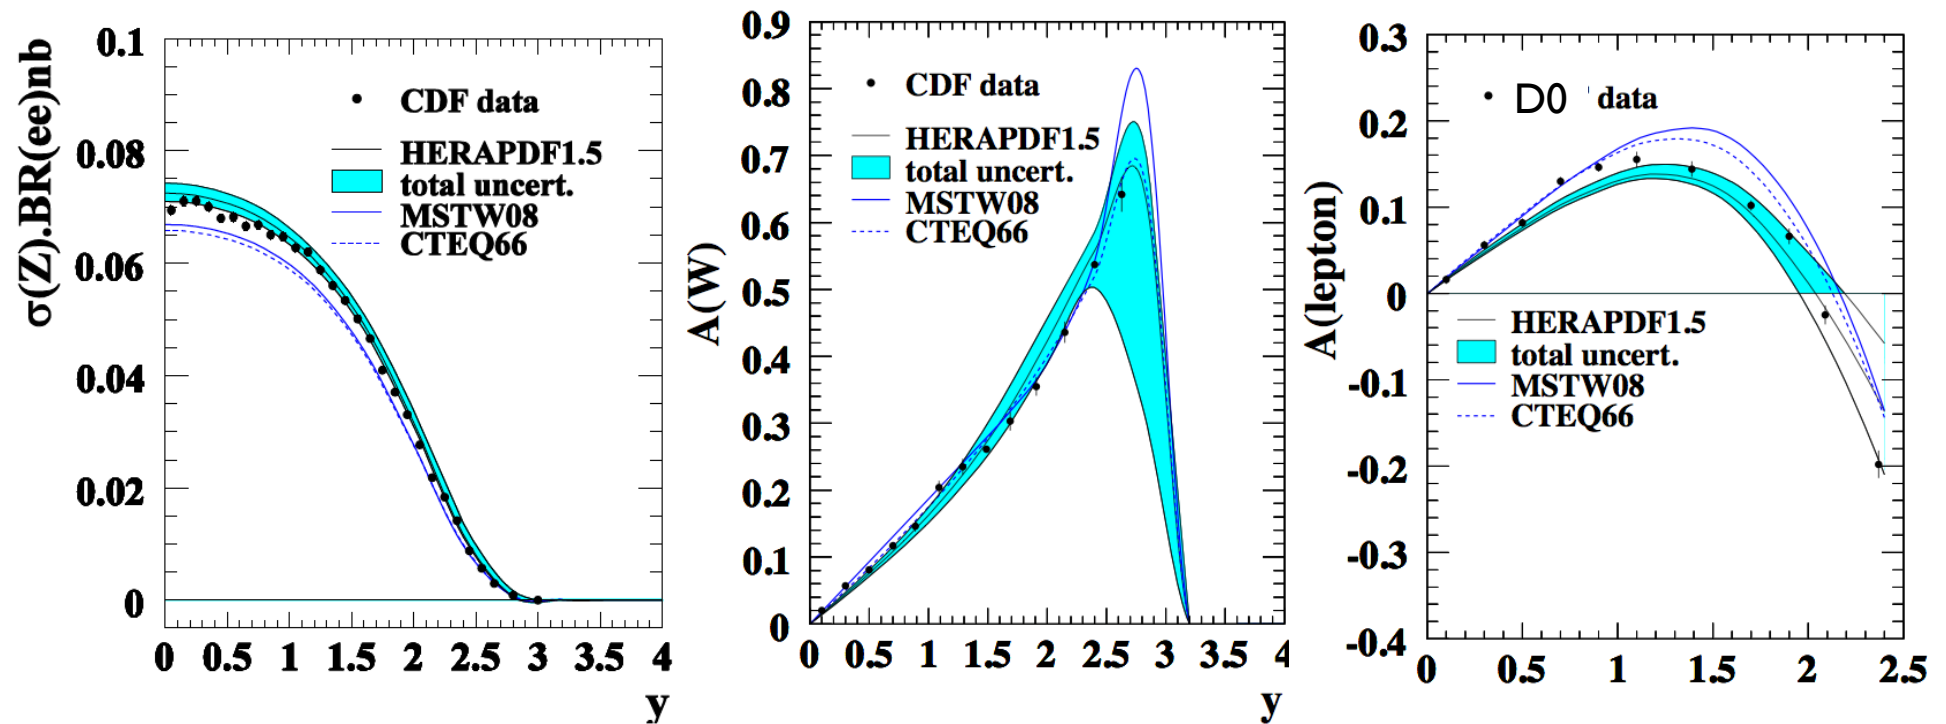 σ(Z).BR(ee)nb
0.1
0.08
0.06
0.04
0.02
0
CDF data
HERAPDF1.5
total uncert.
MSTW08
CTEQ66
0 0.5 1 1.5 2 2.5 3 3.5 4
y
A(W)
0.9
0.8
0.7
0.6
0.5
0.4
0.3
0.2
0.1
0
CDF data
HERAPDF1.5
total uncert.
MSTW08
CTEQ66
0 0.5 1 1.5 2 2.5 3 3.5 4
y
A(lepton)
0.3
0.2
0.1
0
-0.1
-0.2
-0.3
-0.4
D0 ' data
HERAPDF1.5
total uncert.
MSTW08
CTEQ66
0 0.5 1 1.5 2 2.5